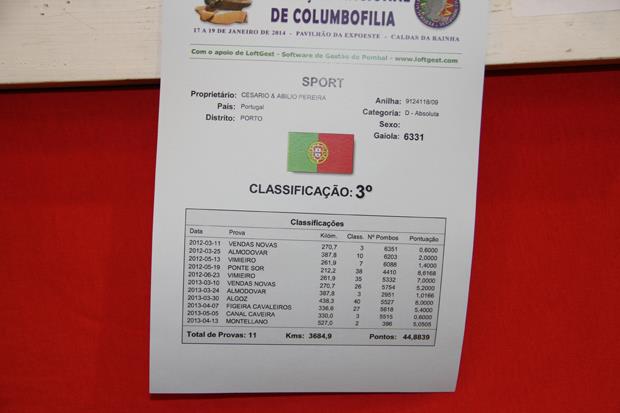 DE COLUMBOFILIA
17 A 19 DE JANEIRO DE 2014 - PAVILHÃO DA EXPOESTE - CALDAS DA RAINHA
Com o apoio de LoftGest - Software de Gestão de Pombal - www.loftgest.com
SPORT
Proprietário: CESARIO & ABILIO PEREIRA Anilha: 9124118/09
País: Portugal Categoria: D - Absoluta
Distrito: PORTO Sexo:
Gaiola: 6331
CLASSIFICAÇÃO: 3º
Classificações
Data Prova Kilóm. Class. Nº Pombos Pontuação
2012-03-11 VENDAS NOVAS 270,7 3 6351 0,6000
2012-03-25 ALMODOVAR 387,8 10 6203 2,0000
2012-05-13 VIMIEIRO 261,9 7 6088 1,4000
2012-05-19 PONTE SOR 212,2 38 4410 8,6168
2012-06-23 VIMIEIRO 261,9 35 5332 7,0000
2013-03-10 VENDAS NOVAS 270,7 26 5754 5,2000
2013-03-24 ALMODOVAR 387,8 3 2951 1,0166
2013-03-30 ALGOZ 438,3 40 5527 8,0000
2013-04-07 FIGEIRA CAVALEIROS 336,6 27 5618 5,4000
2013-05-05 CANAL CAVEIRA 330,0 3 5515 0,6000
2013-04-13 MONTELLANO 527,0 2 396 5,0505
Total de Provas: 11 Kms: 3684,9 Pontos: 44,8839